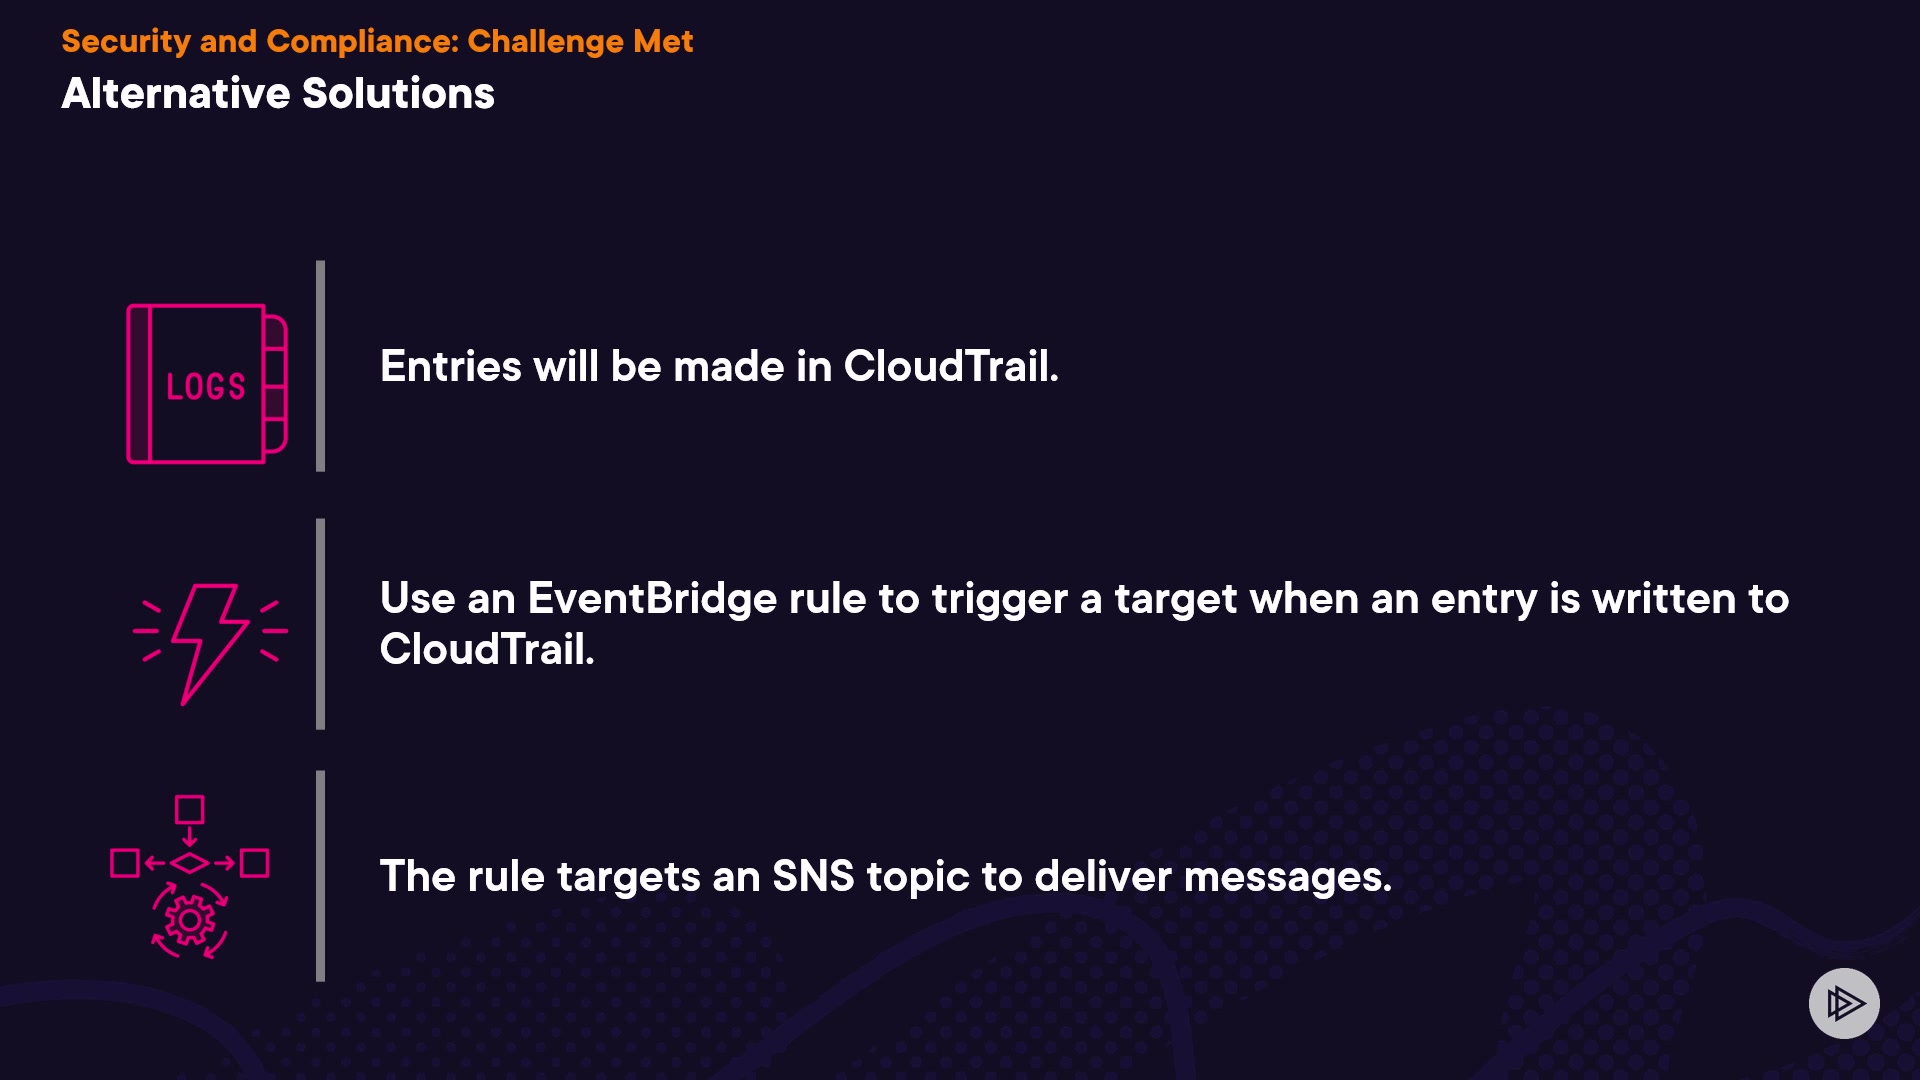 Security and Compliance: Challenge Met
Alternative Solutions
LOGS
Entries will be made in CloudTrail.
Use an EventBridge rule to trigger a target when an entry is written to
CloudTrail.
The rule targets an SNS topic to deliver messages.